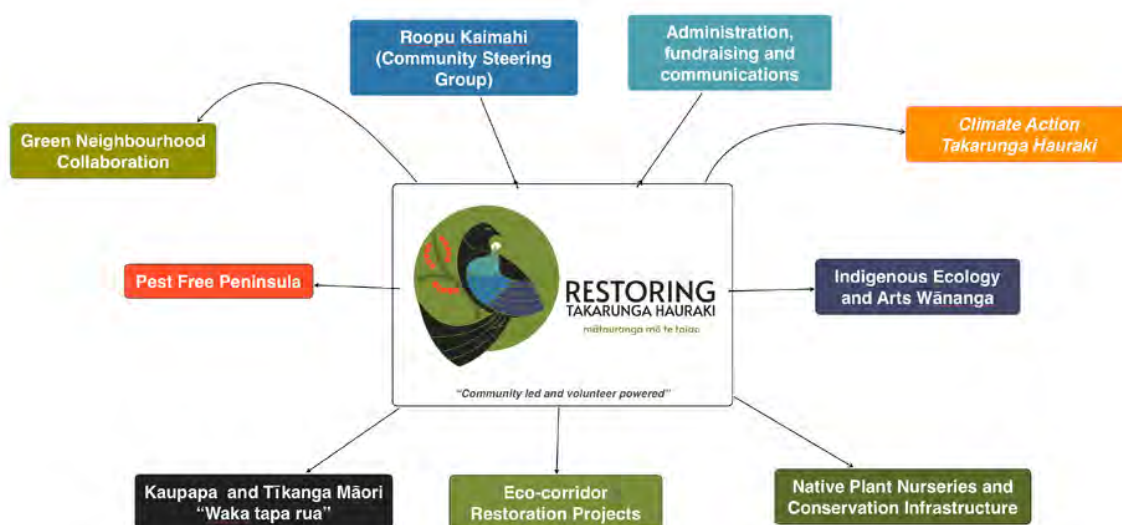 Roopu Kaimahi
(Community Steering
Group)
Administration,
fundraising and
communications
Green Neighbourhood
Collaboration
Climate Action
Takarunga Hauraki
Pest Free Peninsula
RESTORING
TAKARUNGA HAURAKI
mātauranga mō te taiao
Indigenous Ecology
and Arts Wānanga
“Community led and volunteer powered”
Kaupapa and Tīkanga Māori
“Waka tapa rua”
Eco-corridor
Restoration Projects
Native Plant Nurseries and
Conservation Infrastructure